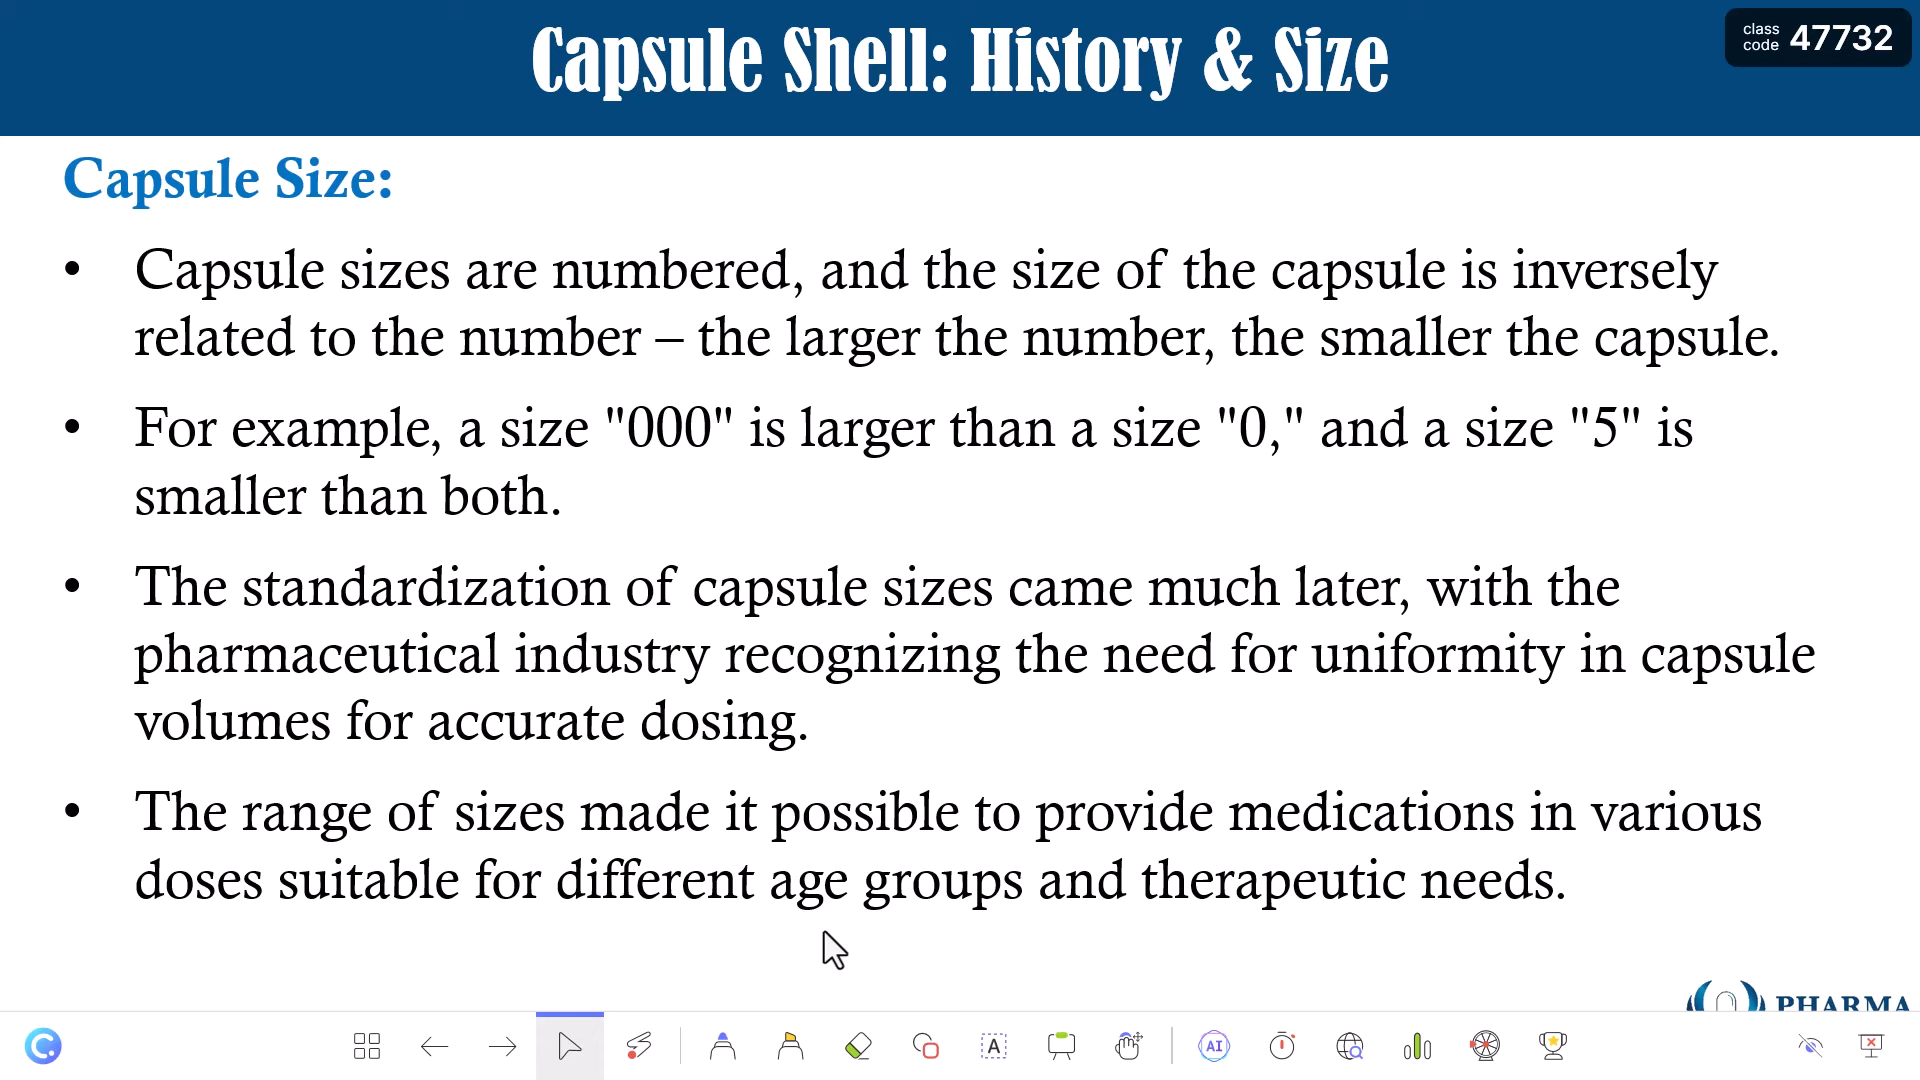 Capsule Shell: History & Size
class
code 47732
Capsule Size:
• Capsule sizes are numbered, and the size of the capsule is inversely
related to the number – the larger the number, the smaller the capsule.
• For example, a size "000" is larger than a size "0," and a size "5" is
smaller than both.
• The standardization of capsule sizes came much later, with the
pharmaceutical industry recognizing the need for uniformity in capsule
volumes for accurate dosing.
• The range of sizes made it possible to provide medications in various
doses suitable for different age groups and therapeutic needs.
PHARMA
A
AI